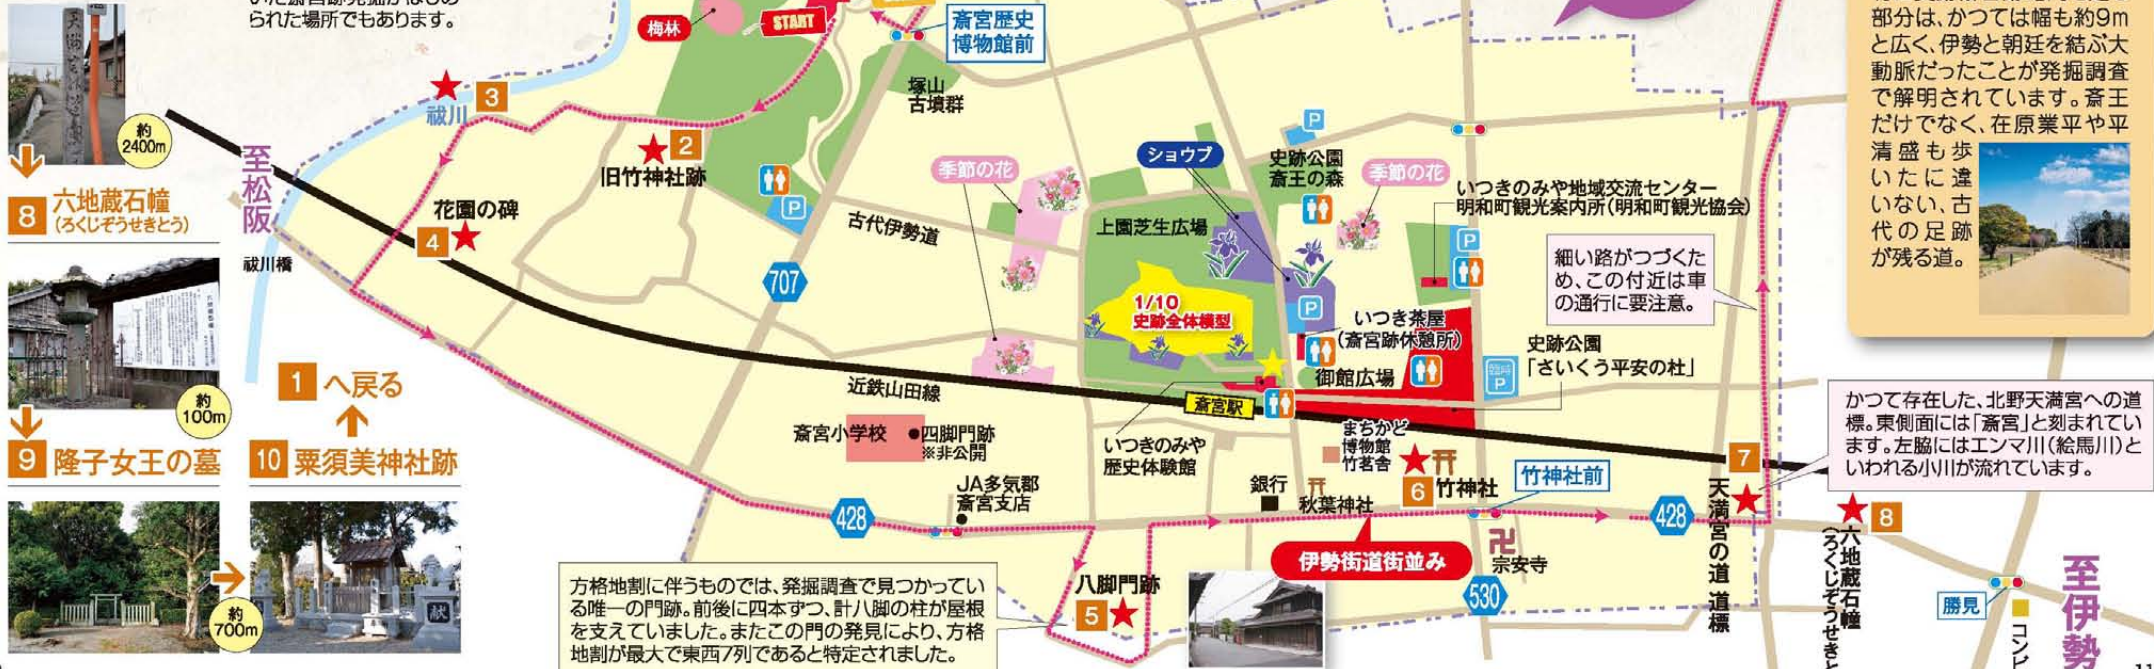 られた場所でもあります。
約
2400m
8 六地蔵石幢
(ろくじぞうせきとう)
約
100m
9 隆子女王の墓
1 へ戻る
10 粟須美神社跡
約
700m
献
梅林
START
斎宮歴史
博物館前
塚山
古墳群
3
祓川
2
旧竹神社跡
P
至松阪
花園の碑
4
祓川橋
707
古代伊勢道
季節の花
ショウブ
P
史跡公園
斎王の森
季節の花
いつきのみや地域交流センター
明和町観光案内所(明和町観光協会)
P
上園芝生広場
1/10
史跡全体模型
P
いつき茶屋
(斎宮跡休憩所)
御館広場
臨時
P
史跡公園
「さいくう平安の杜」
細い路がつづくた
め、この付近は車
の通行に要注意。
近鉄山田線
斎宮駅
斎宮小学校
四脚門跡
※非公開
いつきのみや
歴史体験館
まちかど
博物館
竹茗舎
6
竹神社
竹神社前
JA多気郡
斎宮支店
銀行
秋葉神社
428
428
伊勢街道街並み
宗安寺
530
八脚門跡
5
方格地割に伴うものでは、発掘調査で見つかってい
る唯一の門跡。前後に四本ずつ、計八脚の柱が屋根
を支えていました。またこの門の発見により、方格
地割が最大で東西7列であると特定されました。
7
天満宮の道 道標
8
六地蔵石幢
(ろくじぞうせきと
勝見
コンビ
至伊勢
かつて存在した、北野天満宮への道
標。東側面には「斎宮」と刻まれてい
ます。左脇にはエンマ川(絵馬川)と
いわれる小川が流れています。
部分は、かつては幅も約9m
と広く、伊勢と朝廷を結ぶ大
動脈だったことが発掘調査
で解明されています。斎王
だけでなく、在原業平や平
清盛も歩
いたに違
いない、古
代の足跡
が残る道。